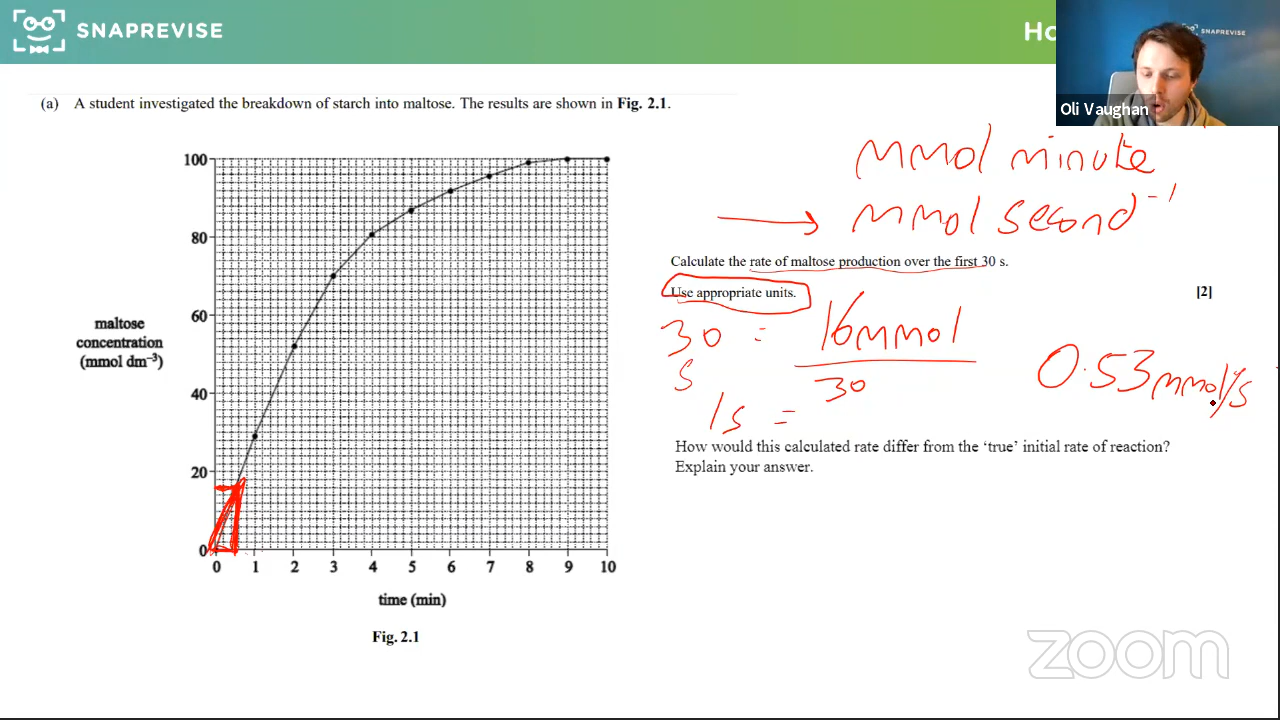 SNAPREVISE
Ho
SNAPREVISE
Oli Vaughan
(a) A student investigated the breakdown of starch into maltose. The results are shown in Fig. 2.1.
100
80
60
40
20
0
maltose
concentration
(mmol dm⁻³)
0 1 2 3 4 5 6 7 8 9 10
time (min)
Fig. 2.1
mmol minute
→ mmol second⁻¹
Calculate the rate of maltose production over the first 30 s.
Use appropriate units. [2]
30 = 16mmol
s 30
1s =
0.53mmol/s
How would this calculated rate differ from the ‘true’ initial rate of reaction?
Explain your answer.
zoom